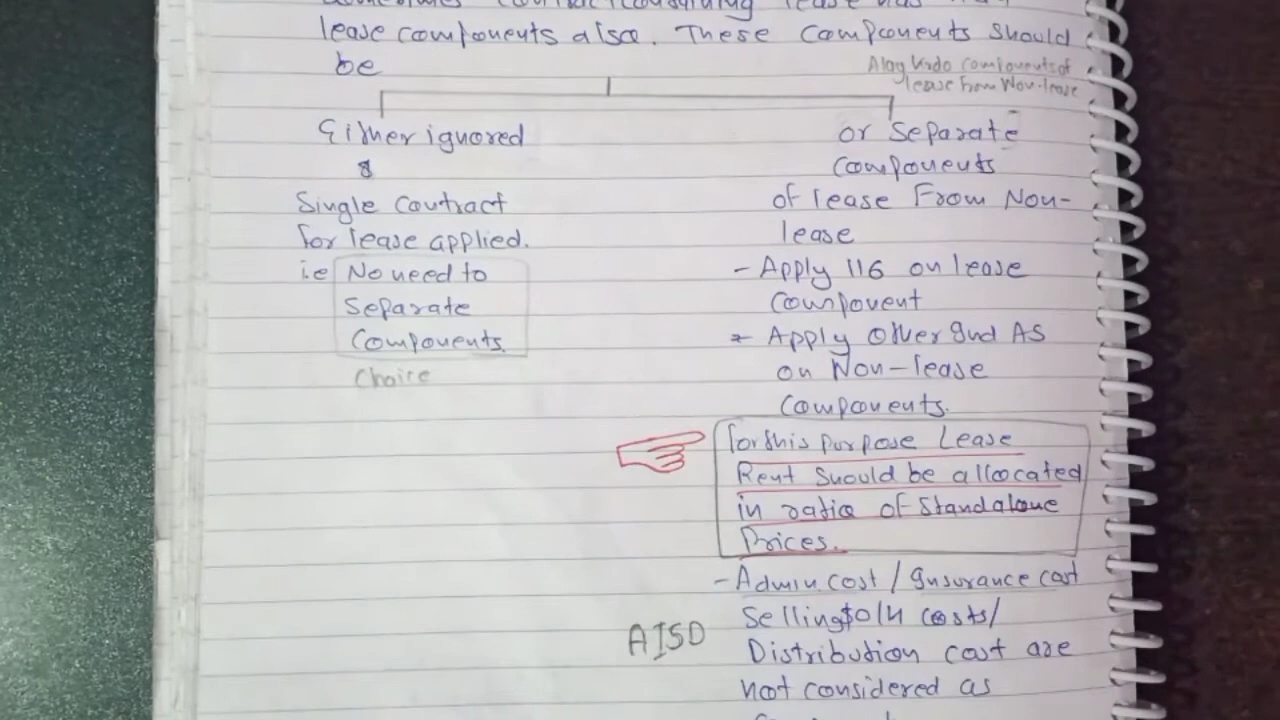 lease components also. These components should
be
Alag krdo components of
lease from Non-lease
Either ignored
&
Single contract
for lease applied.
i.e No need to
separate
components.
choice
or separate
components
of lease from Non-
lease
- Apply 116 on lease
component
* Apply other Ind AS
on Non-lease
components.
for this purpose Lease
Rent should be allocated
in ratio of standalone
Prices.
- Admin cost / Insurance cost
Selling & o/h costs/
Distribution cost are
not considered as
AISD